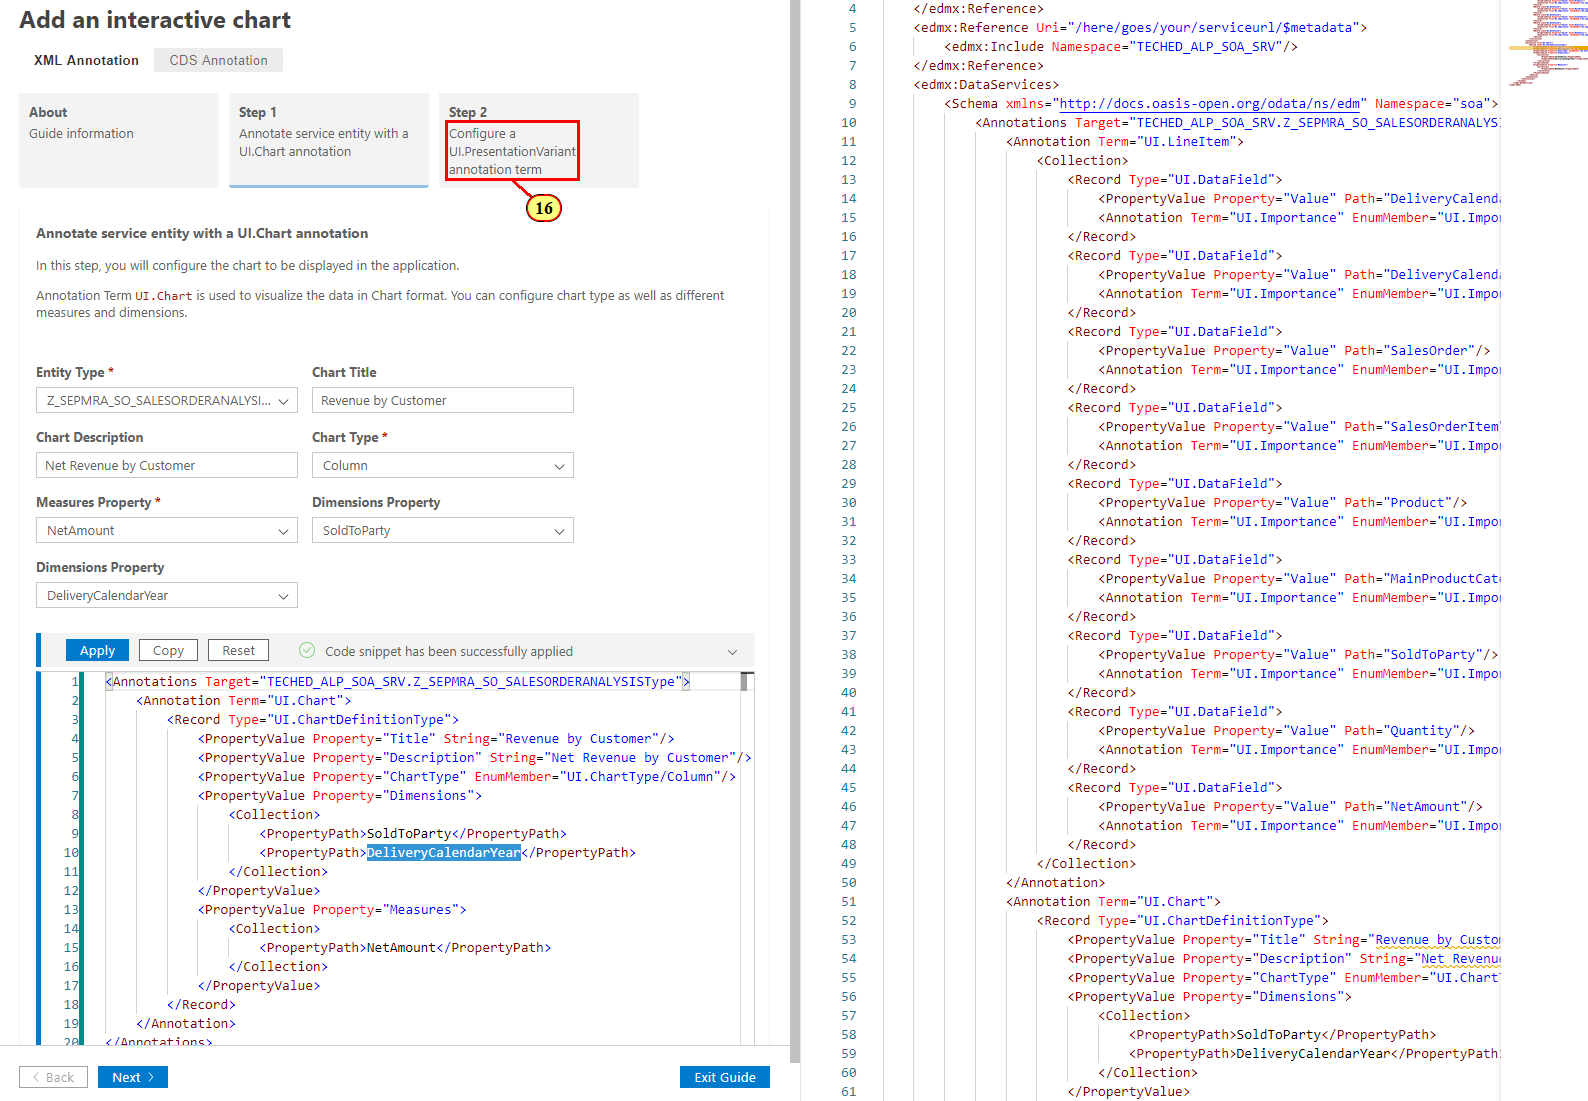 Add an interactive chart
XML Annotation
CDS Annotation
About
Guide information
Step 1
Annotate service entity with a
UI.Chart annotation
Step 2
Configure a
UI.PresentationVariant
annotation term
16
Annotate service entity with a UI.Chart annotation
In this step, you will configure the chart to be displayed in the application.
Annotation Term UI.Chart is used to visualize the data in Chart format. You can configure chart type as well as different
measures and dimensions.
Entity Type *
Z_SEPMRA_SO_SALESORDERANALYSI...
Chart Title
Revenue by Customer
Chart Description
Net Revenue by Customer
Chart Type *
Column
Measures Property *
NetAmount
Dimensions Property
SoldToParty
Dimensions Property
DeliveryCalendarYear
Apply
Copy
Reset
Code snippet has been successfully applied
1 <Annotations Target="TECHED_ALP_SOA_SRV.Z_SEPMRA_SO_SALESORDERANALYSISType">
2 <Annotation Term="UI.Chart">
3 <Record Type="UI.ChartDefinitionType">
4 <PropertyValue Property="Title" String="Revenue by Customer"/>
5 <PropertyValue Property="Description" String="Net Revenue by Customer"/>
6 <PropertyValue Property="ChartType" EnumMember="UI.ChartType/Column"/>
7 <PropertyValue Property="Dimensions">
8 <Collection>
9 <PropertyPath>SoldToParty</PropertyPath>
10 <PropertyPath>DeliveryCalendarYear</PropertyPath>
11 </Collection>
12 </PropertyValue>
13 <PropertyValue Property="Measures">
14 <Collection>
15 <PropertyPath>NetAmount</PropertyPath>
16 </Collection>
17 </PropertyValue>
18 </Record>
19 </Annotation>
20 </Annotations>
Back
Next
Exit Guide
4 </edmx:Reference>
5 <edmx:Reference Uri="/here/goes/your/serviceurl/$metadata">
6 <edmx:Include Namespace="TECHED_ALP_SOA_SRV"/>
7 </edmx:Reference>
8 <edmx:DataServices>
9 <Schema xmlns="http://docs.oasis-open.org/odata/ns/edm" Namespace="soa">
10 <Annotations Target="TECHED_ALP_SOA_SRV.Z_SEPMRA_SO_SALESORDERANALYSI
11 <Annotation Term="UI.LineItem">
12 <Collection>
13 <Record Type="UI.DataField">
14 <PropertyValue Property="Value" Path="DeliveryCalenda
15 <Annotation Term="UI.Importance" EnumMember="UI.Impor
16 </Record>
17 <Record Type="UI.DataField">
18 <PropertyValue Property="Value" Path="DeliveryCalenda
19 <Annotation Term="UI.Importance" EnumMember="UI.Impor
20 </Record>
21 <Record Type="UI.DataField">
22 <PropertyValue Property="Value" Path="SalesOrder"/>
23 <Annotation Term="UI.Importance" EnumMember="UI.Impor
24 </Record>
25 <Record Type="UI.DataField">
26 <PropertyValue Property="Value" Path="SalesOrderItem"
27 <Annotation Term="UI.Importance" EnumMember="UI.Impor
28 </Record>
29 <Record Type="UI.DataField">
30 <PropertyValue Property="Value" Path="Product"/>
31 <Annotation Term="UI.Importance" EnumMember="UI.Impor
32 </Record>
33 <Record Type="UI.DataField">
34 <PropertyValue Property="Value" Path="MainProductCate
35 <Annotation Term="UI.Importance" EnumMember="UI.Impor
36 </Record>
37 <Record Type="UI.DataField">
38 <PropertyValue Property="Value" Path="SoldToParty"/>
39 <Annotation Term="UI.Importance" EnumMember="UI.Impor
40 </Record>
41 <Record Type="UI.DataField">
42 <PropertyValue Property="Value" Path="Quantity"/>
43 <Annotation Term="UI.Importance" EnumMember="UI.Impor
44 </Record>
45 <Record Type="UI.DataField">
46 <PropertyValue Property="Value" Path="NetAmount"/>
47 <Annotation Term="UI.Importance" EnumMember="UI.Impor
48 </Record>
49 </Collection>
50 </Annotation>
51 <Annotation Term="UI.Chart">
52 <Record Type="UI.ChartDefinitionType">
53 <PropertyValue Property="Title" String="Revenue by Custom
54 <PropertyValue Property="Description" String="Net Revenue
55 <PropertyValue Property="ChartType" EnumMember="UI.ChartT
56 <PropertyValue Property="Dimensions">
57 <Collection>
58 <PropertyPath>SoldToParty</PropertyPath>
59 <PropertyPath>DeliveryCalendarYear</PropertyPath>
60 </Collection>
61 </PropertyValue>